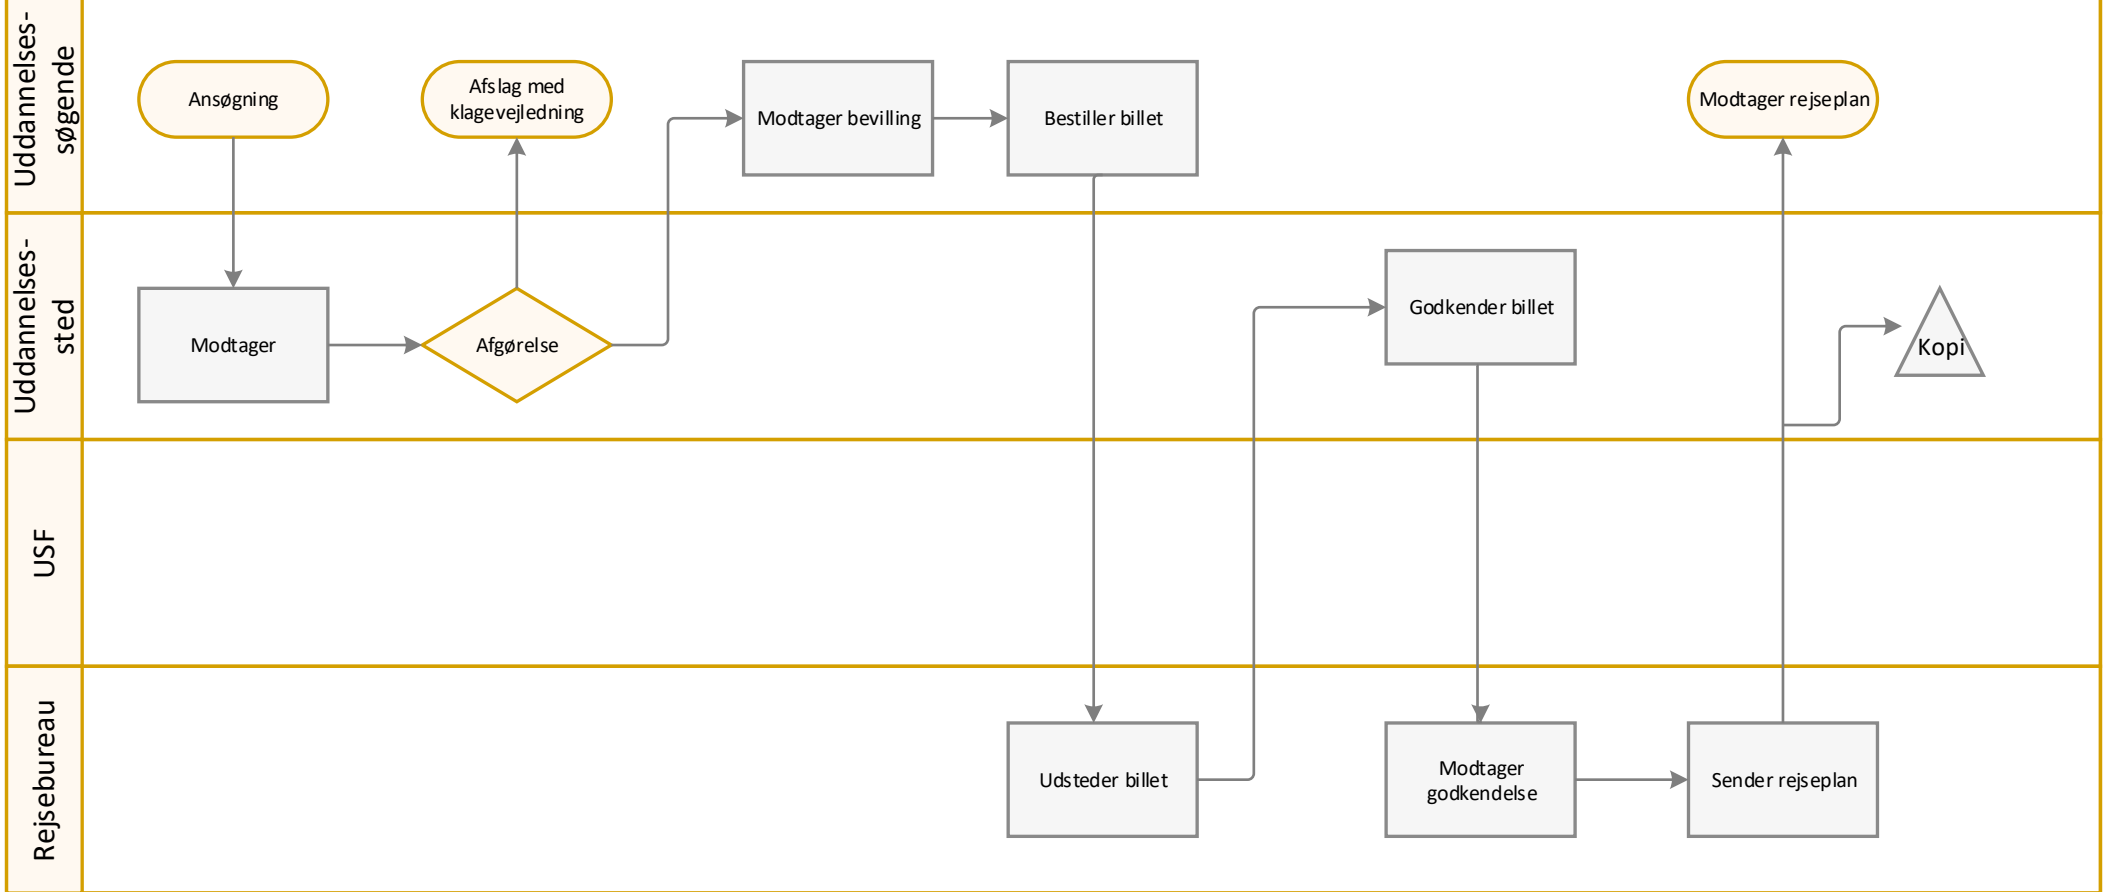 Uddannelses-
søgende
Ansøgning
Afslag med
klagevejledning
Modtager bevilling
Bestiller billet
Modtager rejseplan
Uddannelses-
sted
Modtager
Afgørelse
Godkender billet
Kopi
USF
Rejsebureau
Udsteder billet
Modtager
godkendelse
Sender rejseplan